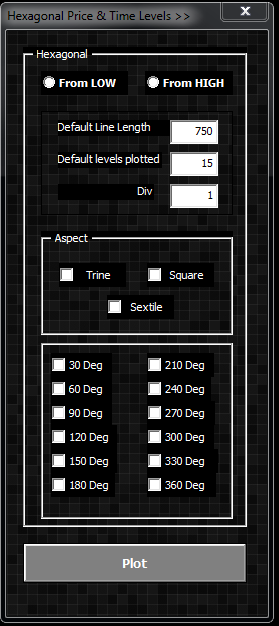 Hexagonal Price & Time Levels >>
Hexagonal
From LOW From HIGH
Default Line Length 750
Default levels plotted 15
Div 1
Aspect
Trine Square
Sextile
30 Deg 210 Deg
60 Deg 240 Deg
90 Deg 270 Deg
120 Deg 300 Deg
150 Deg 330 Deg
180 Deg 360 Deg
Plot